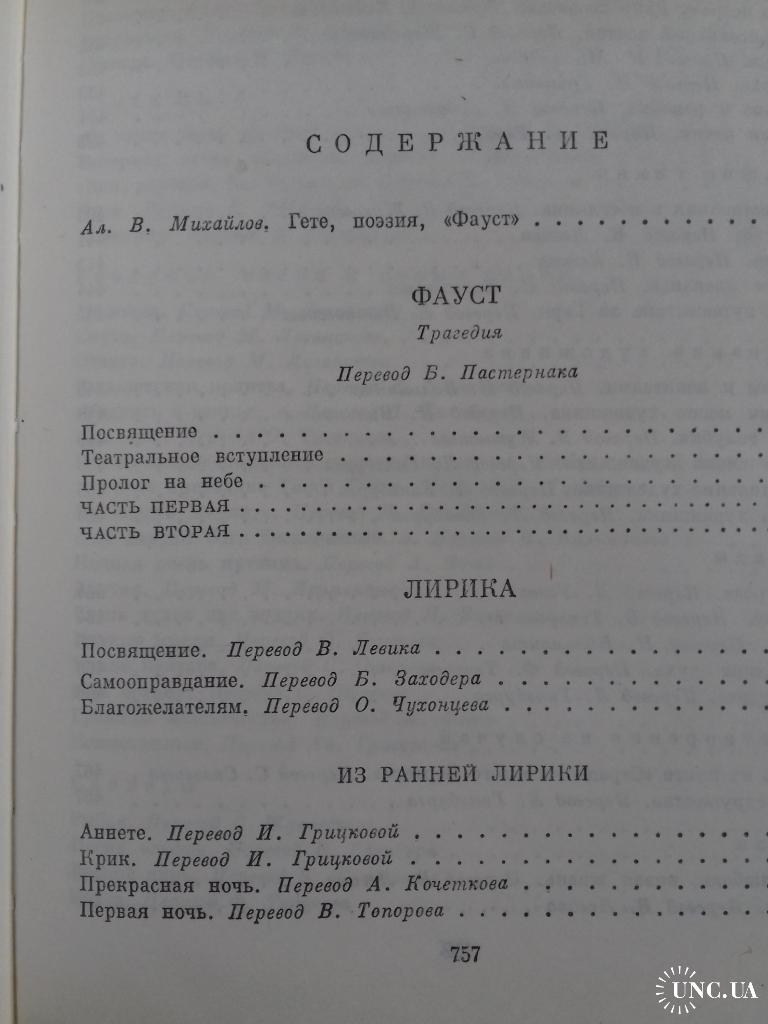 СОДЕРЖАНИЕ
Ал. В. Михайлов. Гете, поэзия, «Фауст» . . . . . . . . . . . .
ФАУСТ
Трагедия
Перевод Б. Пастернака
Посвящение . . . . . . . . . . . . . . . . . . . . . . . . . .
Театральное вступление . . . . . . . . . . . . . . . . . . . .
Пролог на небе . . . . . . . . . . . . . . . . . . . . . . . .
ЧАСТЬ ПЕРВАЯ . . . . . . . . . . . . . . . . . . . . . . . . .
ЧАСТЬ ВТОРАЯ . . . . . . . . . . . . . . . . . . . . . . . . .
ЛИРИКА
Посвящение. Перевод В. Левика . . . . . . . . . . . . . . . .
Самооправдание. Перевод Б. Заходера . . . . . . . . . . . . .
Благожелателям. Перевод О. Чухонцева . . . . . . . . . . . . .
ИЗ РАННЕЙ ЛИРИКИ
Аннете. Перевод И. Грицковой . . . . . . . . . . . . . . . . .
Крик. Перевод И. Грицковой . . . . . . . . . . . . . . . . . .
Прекрасная ночь. Перевод А. Кочеткова . . . . . . . . . . . .
Первая ночь. Перевод В. Топорова . . . . . . . . . . . . . . .
757
UNC.UA